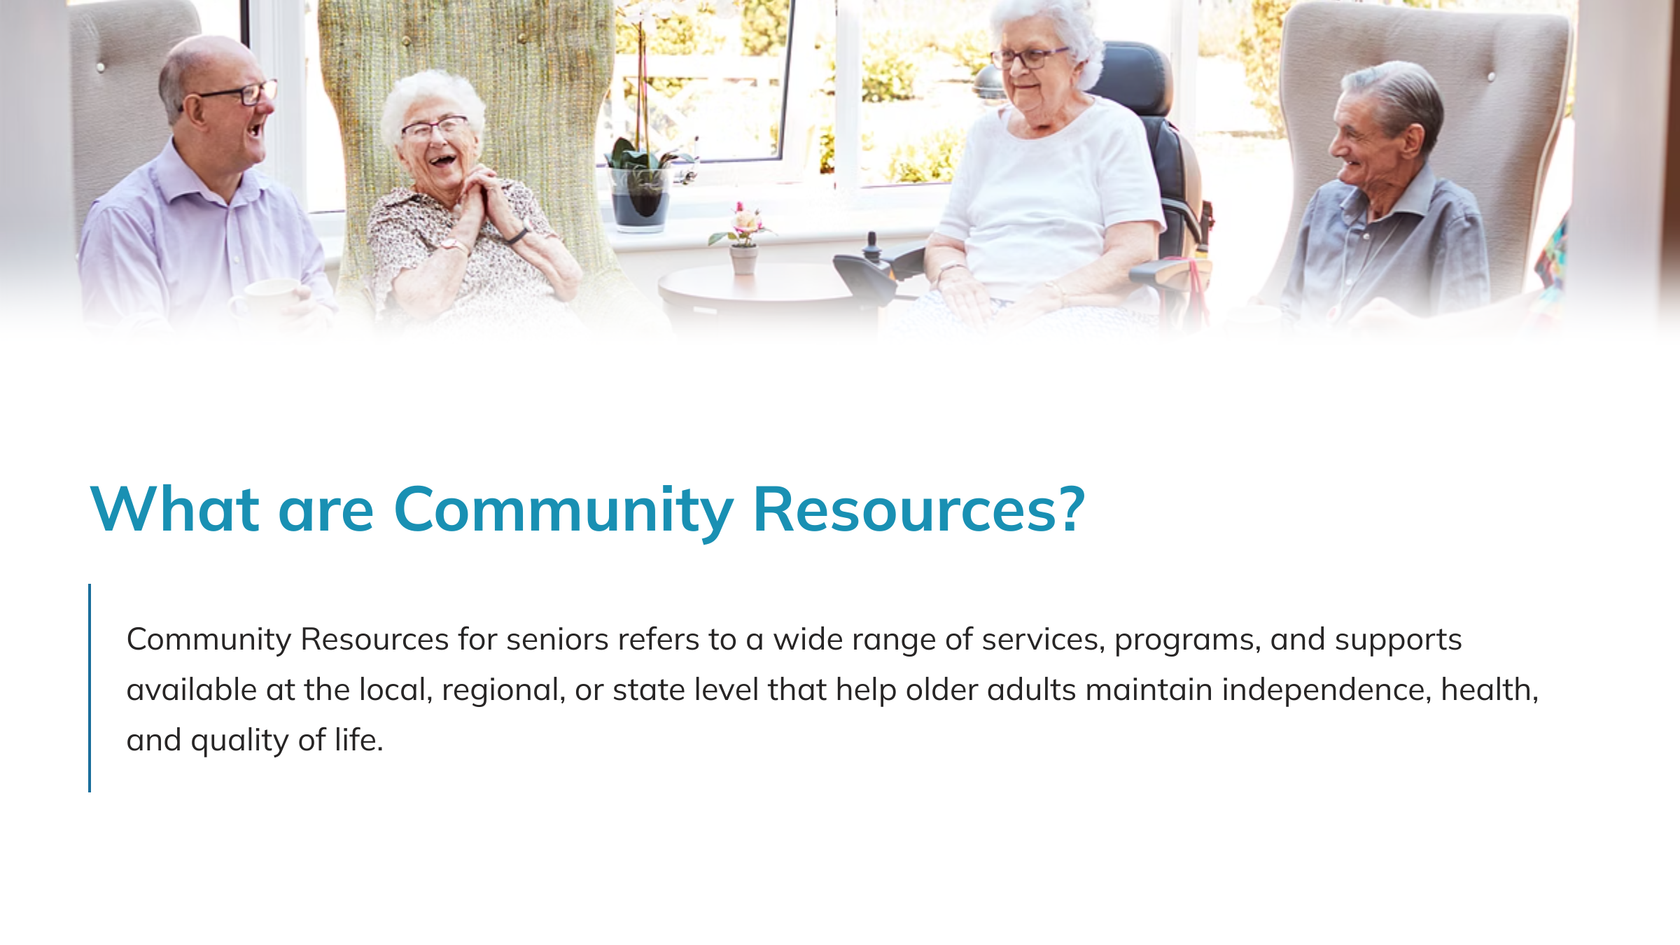 What are Community Resources?
Community Resources for seniors refers to a wide range of services, programs, and supports
available at the local, regional, or state level that help older adults maintain independence, health,
and quality of life.